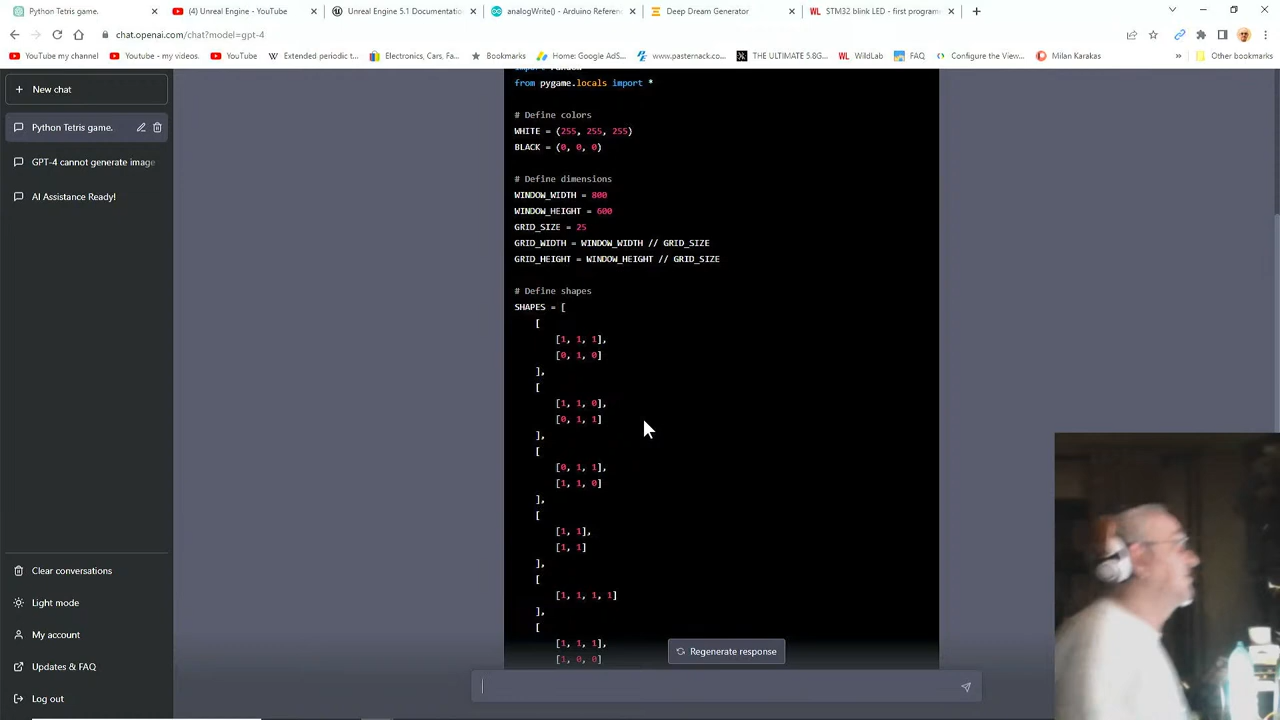 Python Tetris game.
(4) Unreal Engine - YouTube
Unreal Engine 5.1 Documentatio
analogWrite() - Arduino Referen
Deep Dream Generator
STM32 blink LED - first program
chat.openai.com/chat?model=gpt-4
YouTube my channel
Youtube - my videos.
YouTube
Extended periodic t
Electronics, Cars, Fa
Bookmarks
Home: Google AdS
www.pasternack.co
THE ULTIMATE 5.8G
WildLab
FAQ
Configure the View
Milan Karakas
»
Other bookmarks
+ New chat
Python Tetris game.
GPT-4 cannot generate image
AI Assistance Ready!
Clear conversations
Light mode
My account
Updates & FAQ
Log out
from pygame.locals import *
# Define colors
WHITE = (255, 255, 255)
BLACK = (0, 0, 0)
# Define dimensions
WINDOW_WIDTH = 800
WINDOW_HEIGHT = 600
GRID_SIZE = 25
GRID_WIDTH = WINDOW_WIDTH // GRID_SIZE
GRID_HEIGHT = WINDOW_HEIGHT // GRID_SIZE
# Define shapes
SHAPES = [
[
[1, 1, 1],
[0, 1, 0]
],
[
[1, 1, 0],
[0, 1, 1]
],
[
[0, 1, 1],
[1, 1, 0]
],
[
[1, 1],
[1, 1]
],
[
[1, 1, 1, 1]
],
[
[1, 1, 1],
[1, 0, 0]
Regenerate response